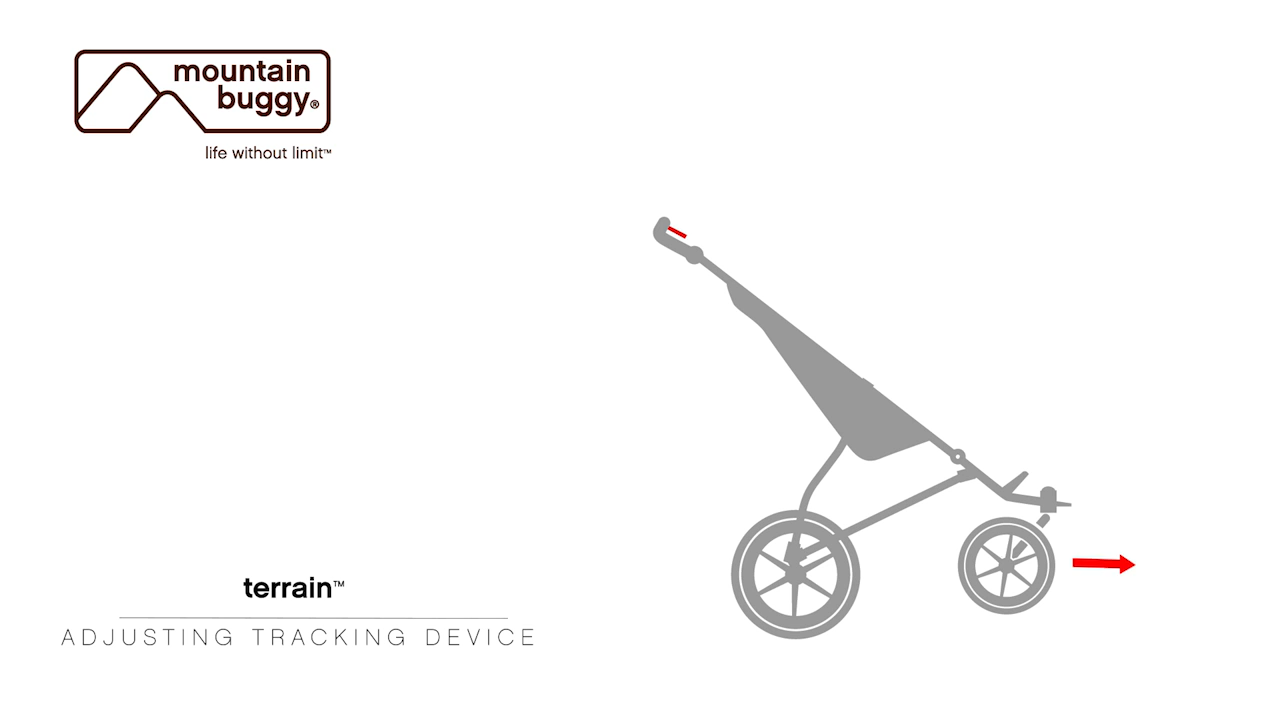 mountain
buggy®
life without limit™
terrain™
ADJUSTING TRACKING DEVICE